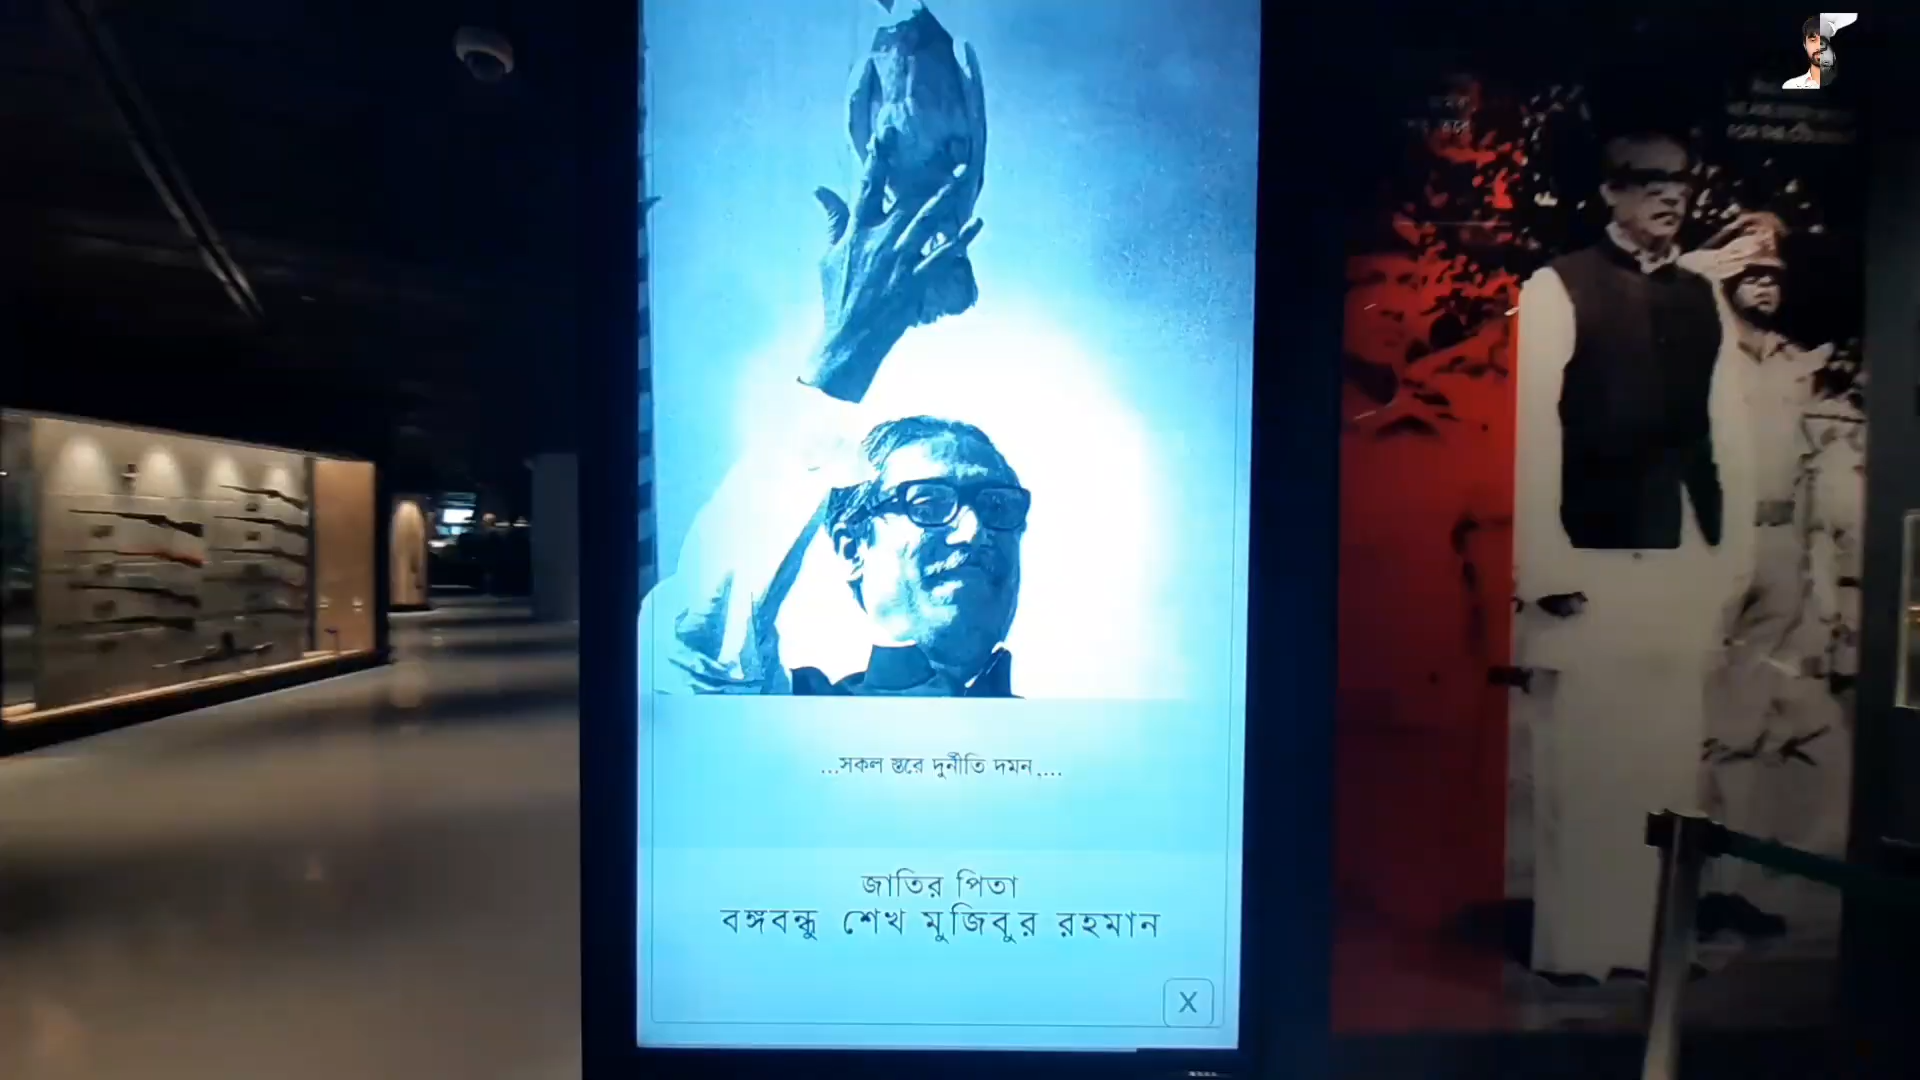 ...সকল স্তরে দুর্নীতি দমন,...
জাতির পিতা
বঙ্গবন্ধু শেখ মুজিবুর রহমান
X